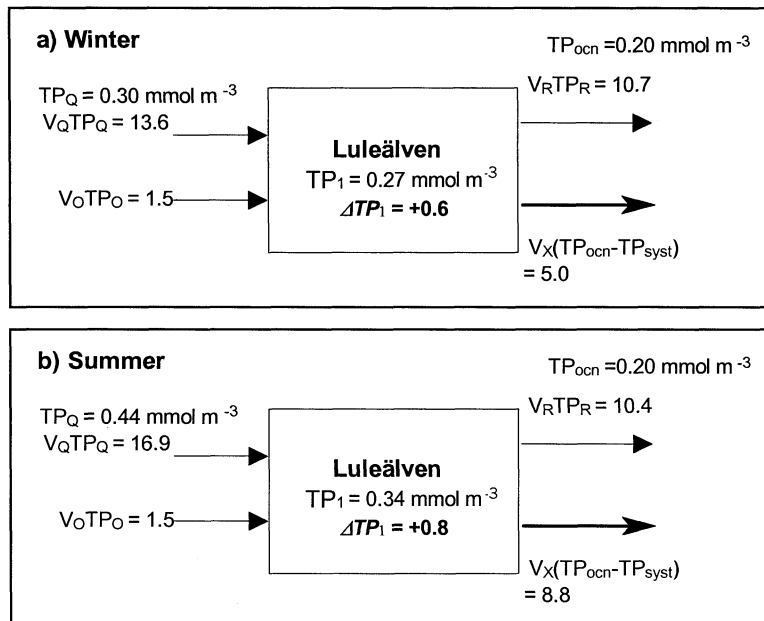 a) Winter
TPocn =0.20 mmol m -3
TPQ = 0.30 mmol m -3
VRTPR = 10.7
VQTPQ = 13.6
Luleälven
TP1 = 0.27 mmol m-3
VOTPO = 1.5
ΔTP1 = +0.6
VX(TPocn-TPsyst)
= 5.0
b) Summer
TPocn =0.20 mmol m -3
TPQ = 0.44 mmol m -3
VRTPR = 10.4
VQTPQ = 16.9
Luleälven
TP1 = 0.34 mmol m-3
VOTPO = 1.5
ΔTP1 = +0.8
VX(TPocn-TPsyst)
= 8.8